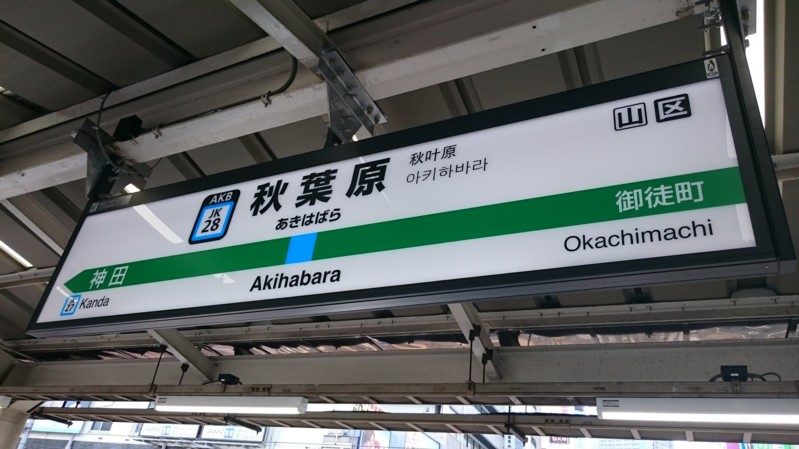 山 区
AKB
JK
28
秋葉原
秋叶原
아키하바라
あきはばら
神田
御徒町
27
Kanda
Akihabara
Okachimachi